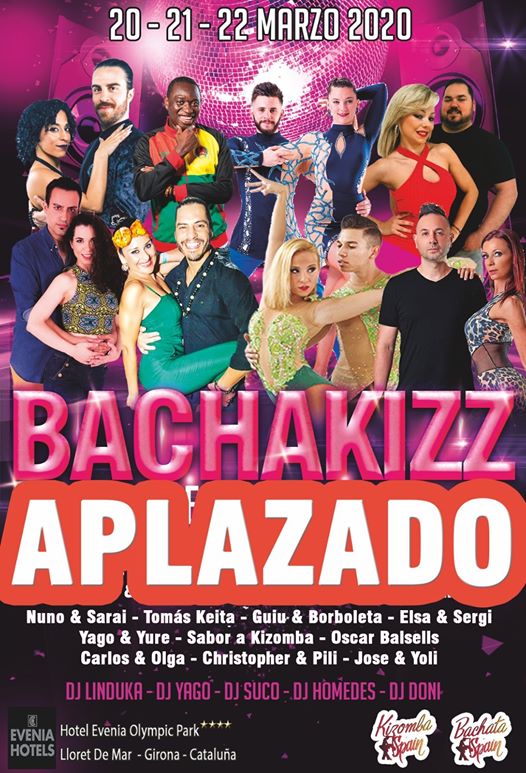 20 - 21 - 22 MARZO 2020
BACHAKIZZ
APLAZADO
Nuno & Sarai - Tomás Keita - Guiu & Borboleta - Elsa & Sergi
Yago & Yure - Sabor a Kizomba - Oscar Balsells
Carlos & Olga - Christopher & Pili - Jose & Yoli
DJ LINDUKA - DJ YAGO - DJ SUCO - DJ HOMEDES - DJ DONI
EVENIA
HOTELS
Hotel Evenia Olympic Park****
Lloret De Mar - Girona - Cataluña
Kizomba
Spain
Bachata
Spain